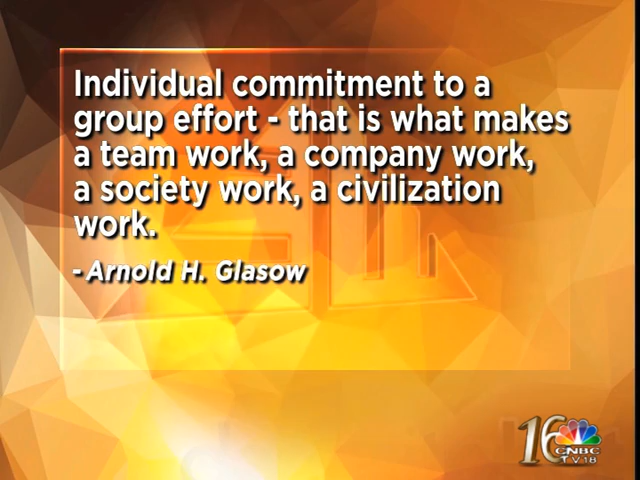 Individual commitment to a
group effort - that is what makes
a team work, a company work,
a society work, a civilization
work.
- Arnold H. Glasow
16
CNBC
TV18